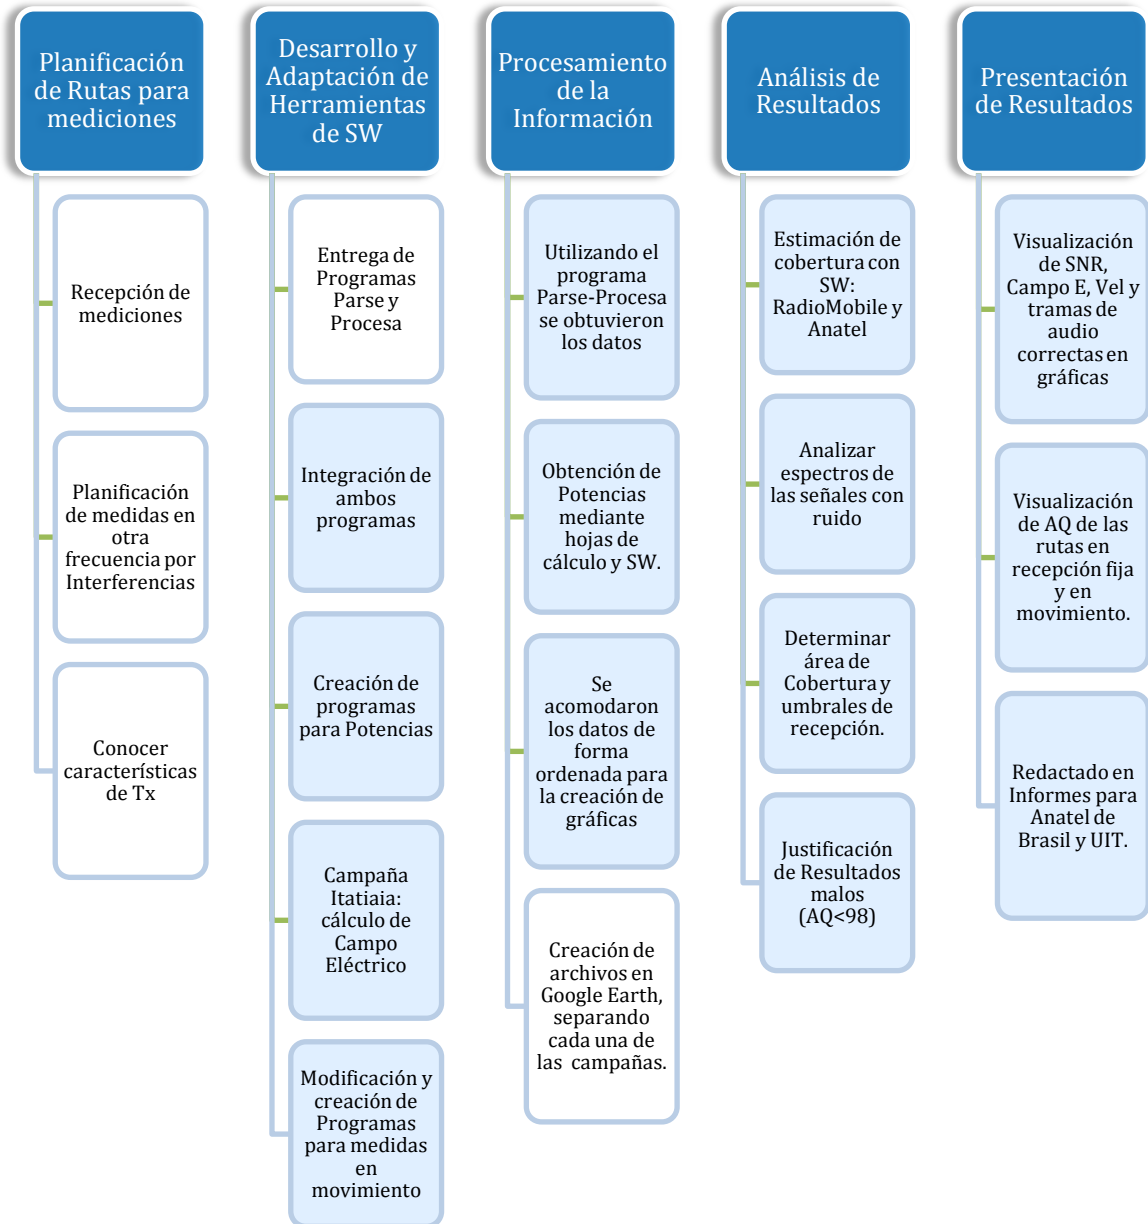 Planificación
de Rutas para
mediciones
Recepción de
mediciones
Planificación
de medidas en
otra
frecuencia por
Interferencias
Conocer
características
de Tx
Desarrollo y
Adaptación de
Herramientas
de SW
Entrega de
Programas
Parse y
Procesa
Integración de
ambos
programas
Creación de
programas
para Potencias
Campaña
Itatiaia:
cálculo de
Campo
Eléctrico
Modificación y
creación de
Programas
para medidas
en
movimiento
Procesamiento
de la
Información
Utilizando el
programa
Parse-Procesa
se obtuvieron
los datos
Obtención de
Potencias
mediante
hojas de
cálculo y SW.
Se
acomodaron
los datos de
forma
ordenada para
la creación de
gráficas
Creación de
archivos en
Google Earth,
separando
cada una de
las campañas.
Análisis de
Resultados
Estimación de
cobertura con
SW:
RadioMobile y
Anatel
Analizar
espectros de
las señales con
ruido
Determinar
área de
Cobertura y
umbrales de
recepción.
Justificación
de Resultados
malos
(AQ<98)
Presentación
de Resultados
Visualización
de SNR,
Campo E, Vel y
tramas de
audio
correctas en
gráficas
Visualización
de AQ de las
rutas en
recepción fija
y en
movimiento.
Redactado en
Informes para
Anatel de
Brasil y UIT.